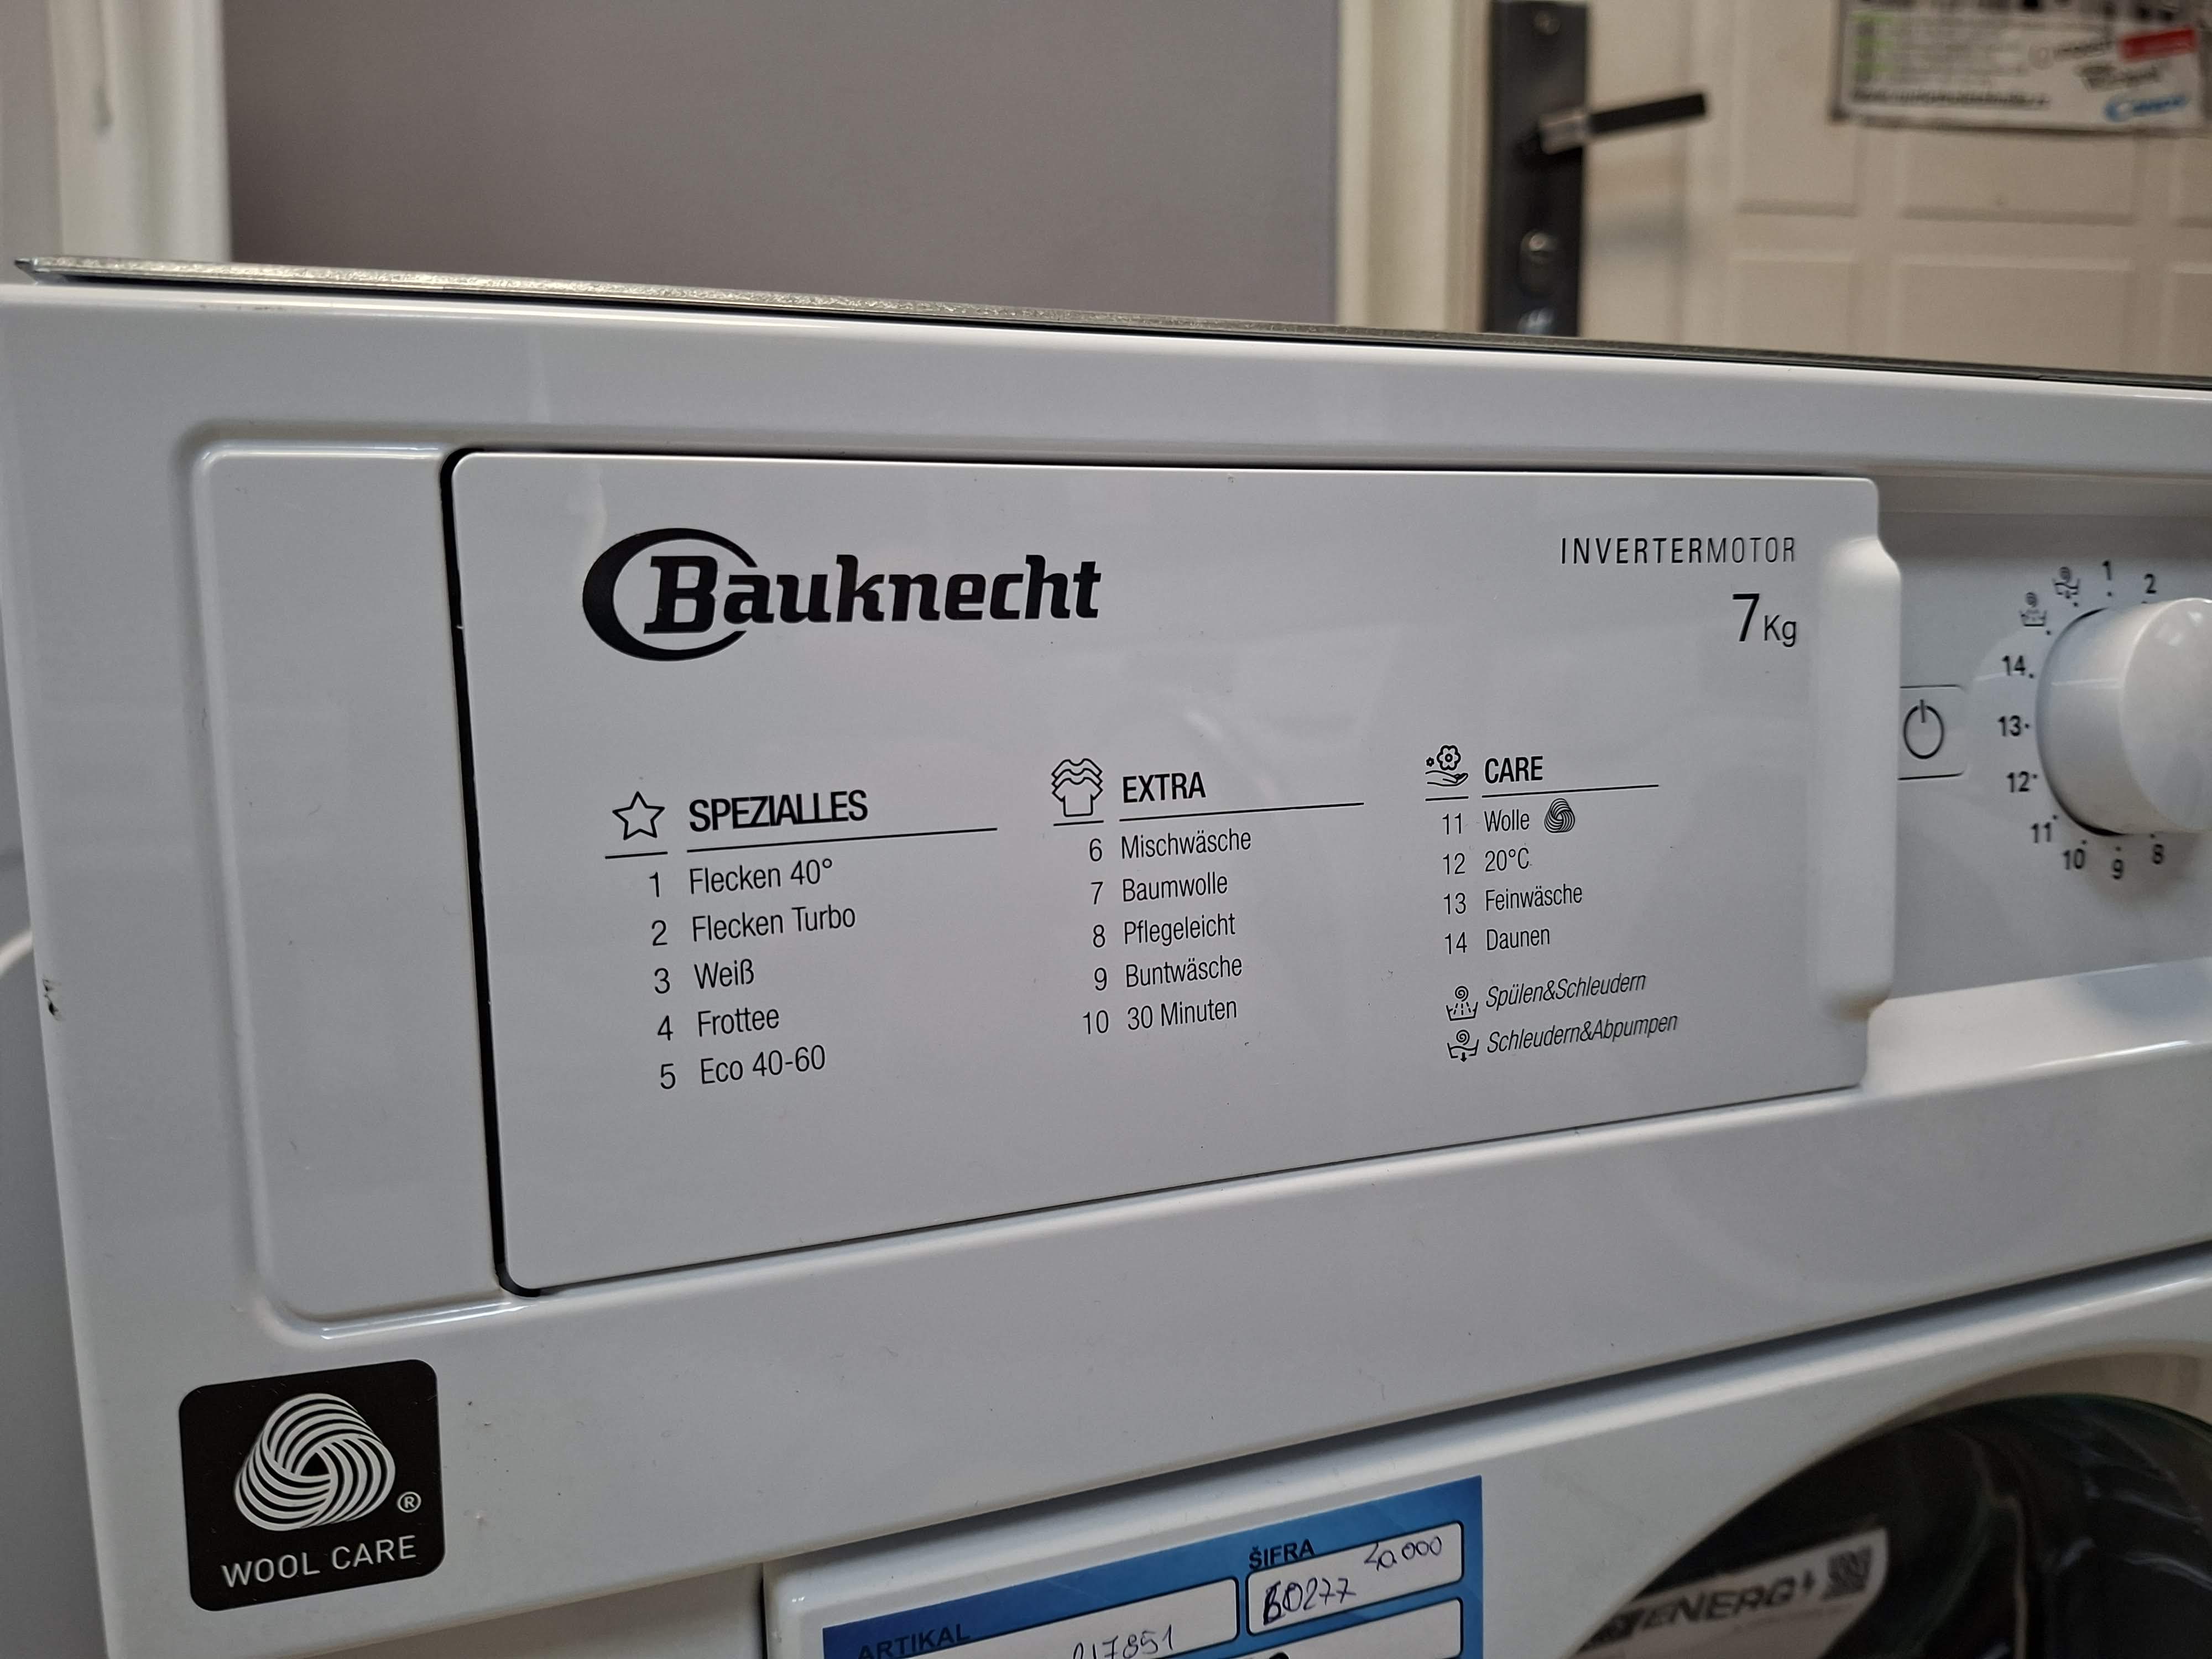 Bauknecht
INVERTERMOTOR
7Kg
SPEZIALLES
1 Flecken 40°
2 Flecken Turbo
3 Weiß
4 Frottee
5 Eco 40-60
EXTRA
6 Mischwäsche
7 Baumwolle
8 Pflegeleicht
9 Buntwäsche
10 30 Minuten
CARE
11 Wolle
12 20°C
13 Feinwäsche
14 Daunen
Spülen&Schleudern
Schleudern&Abpumpen
1
2
14
13
12
11
10
9
8
®
WOOL CARE
ŠIFRA
ARTIKAL
ENERG